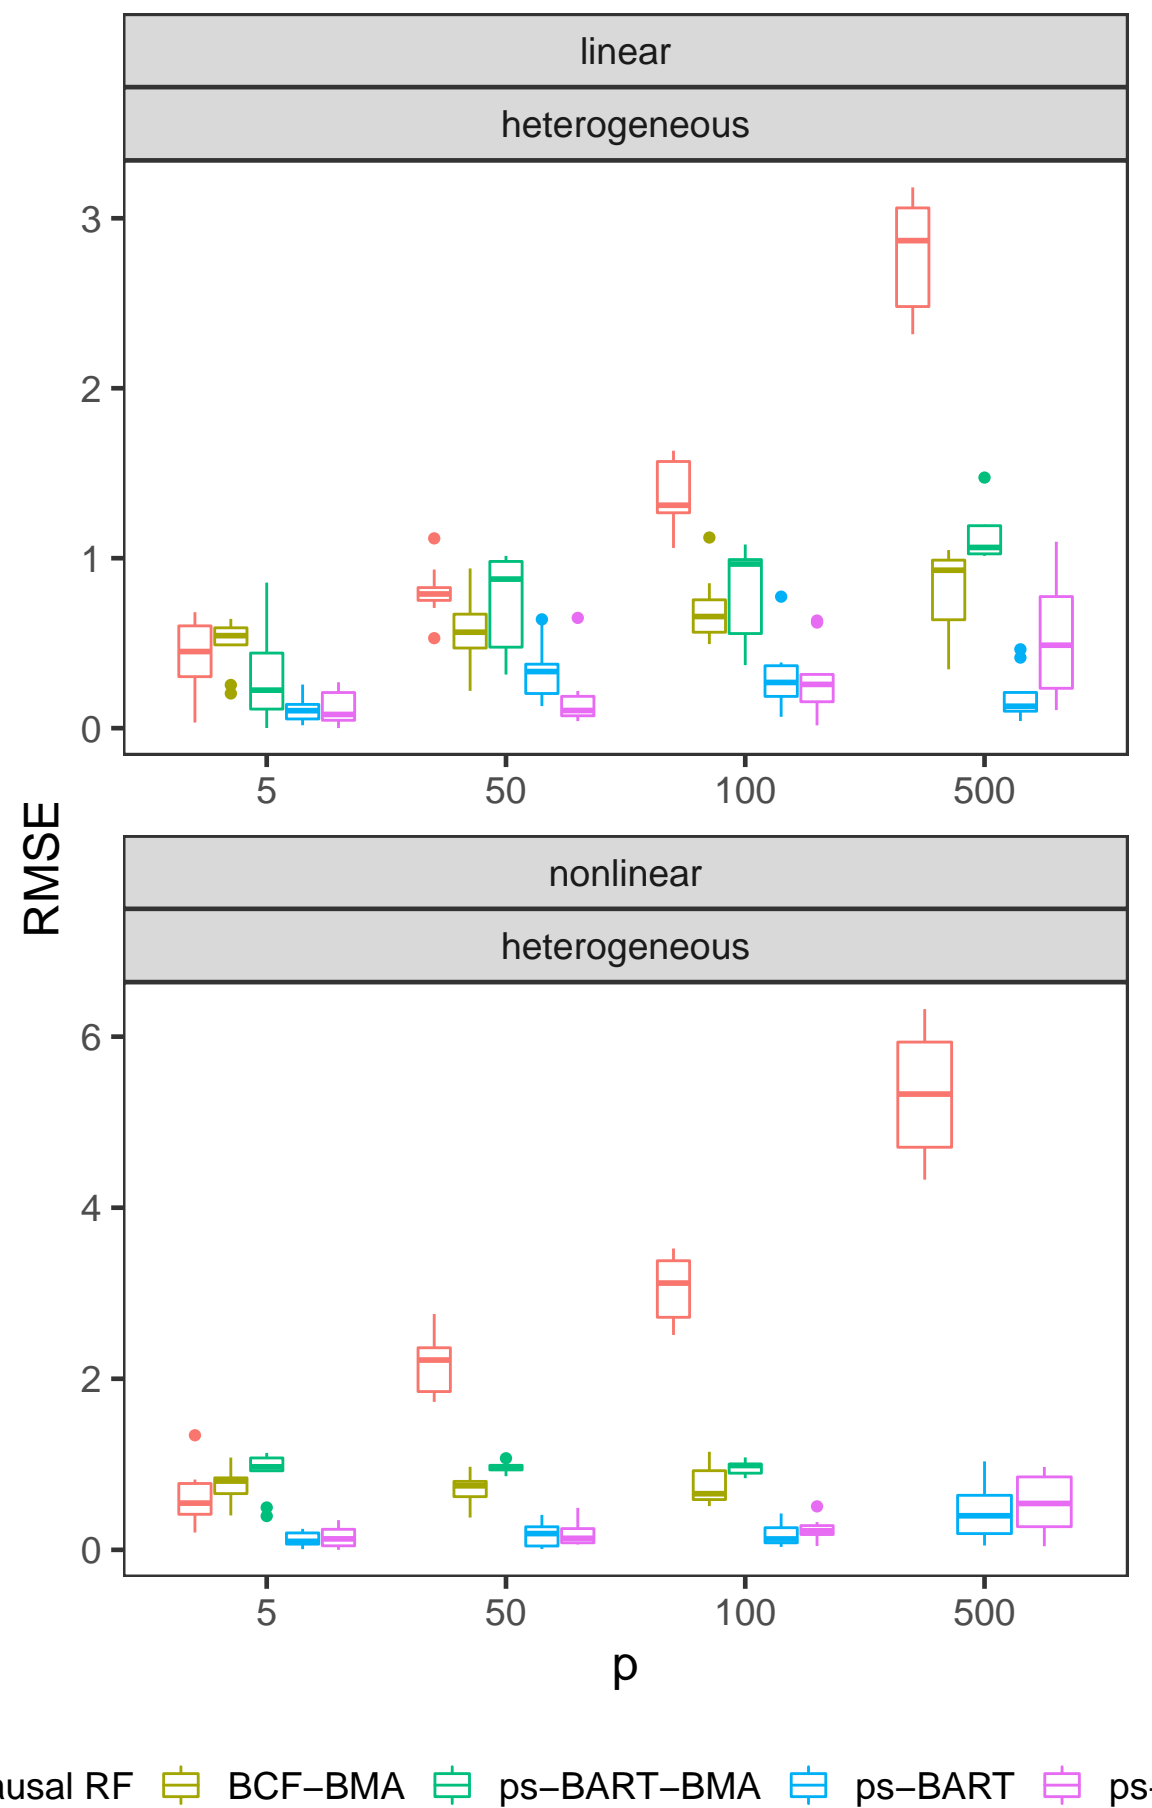 linear
heterogeneous
3
2
1
0
5 50 100 500
RMSE
nonlinear
heterogeneous
6
4
2
0
5 50 100 500
p
ausal RF BCF−BMA ps−BART−BMA ps−BART ps-